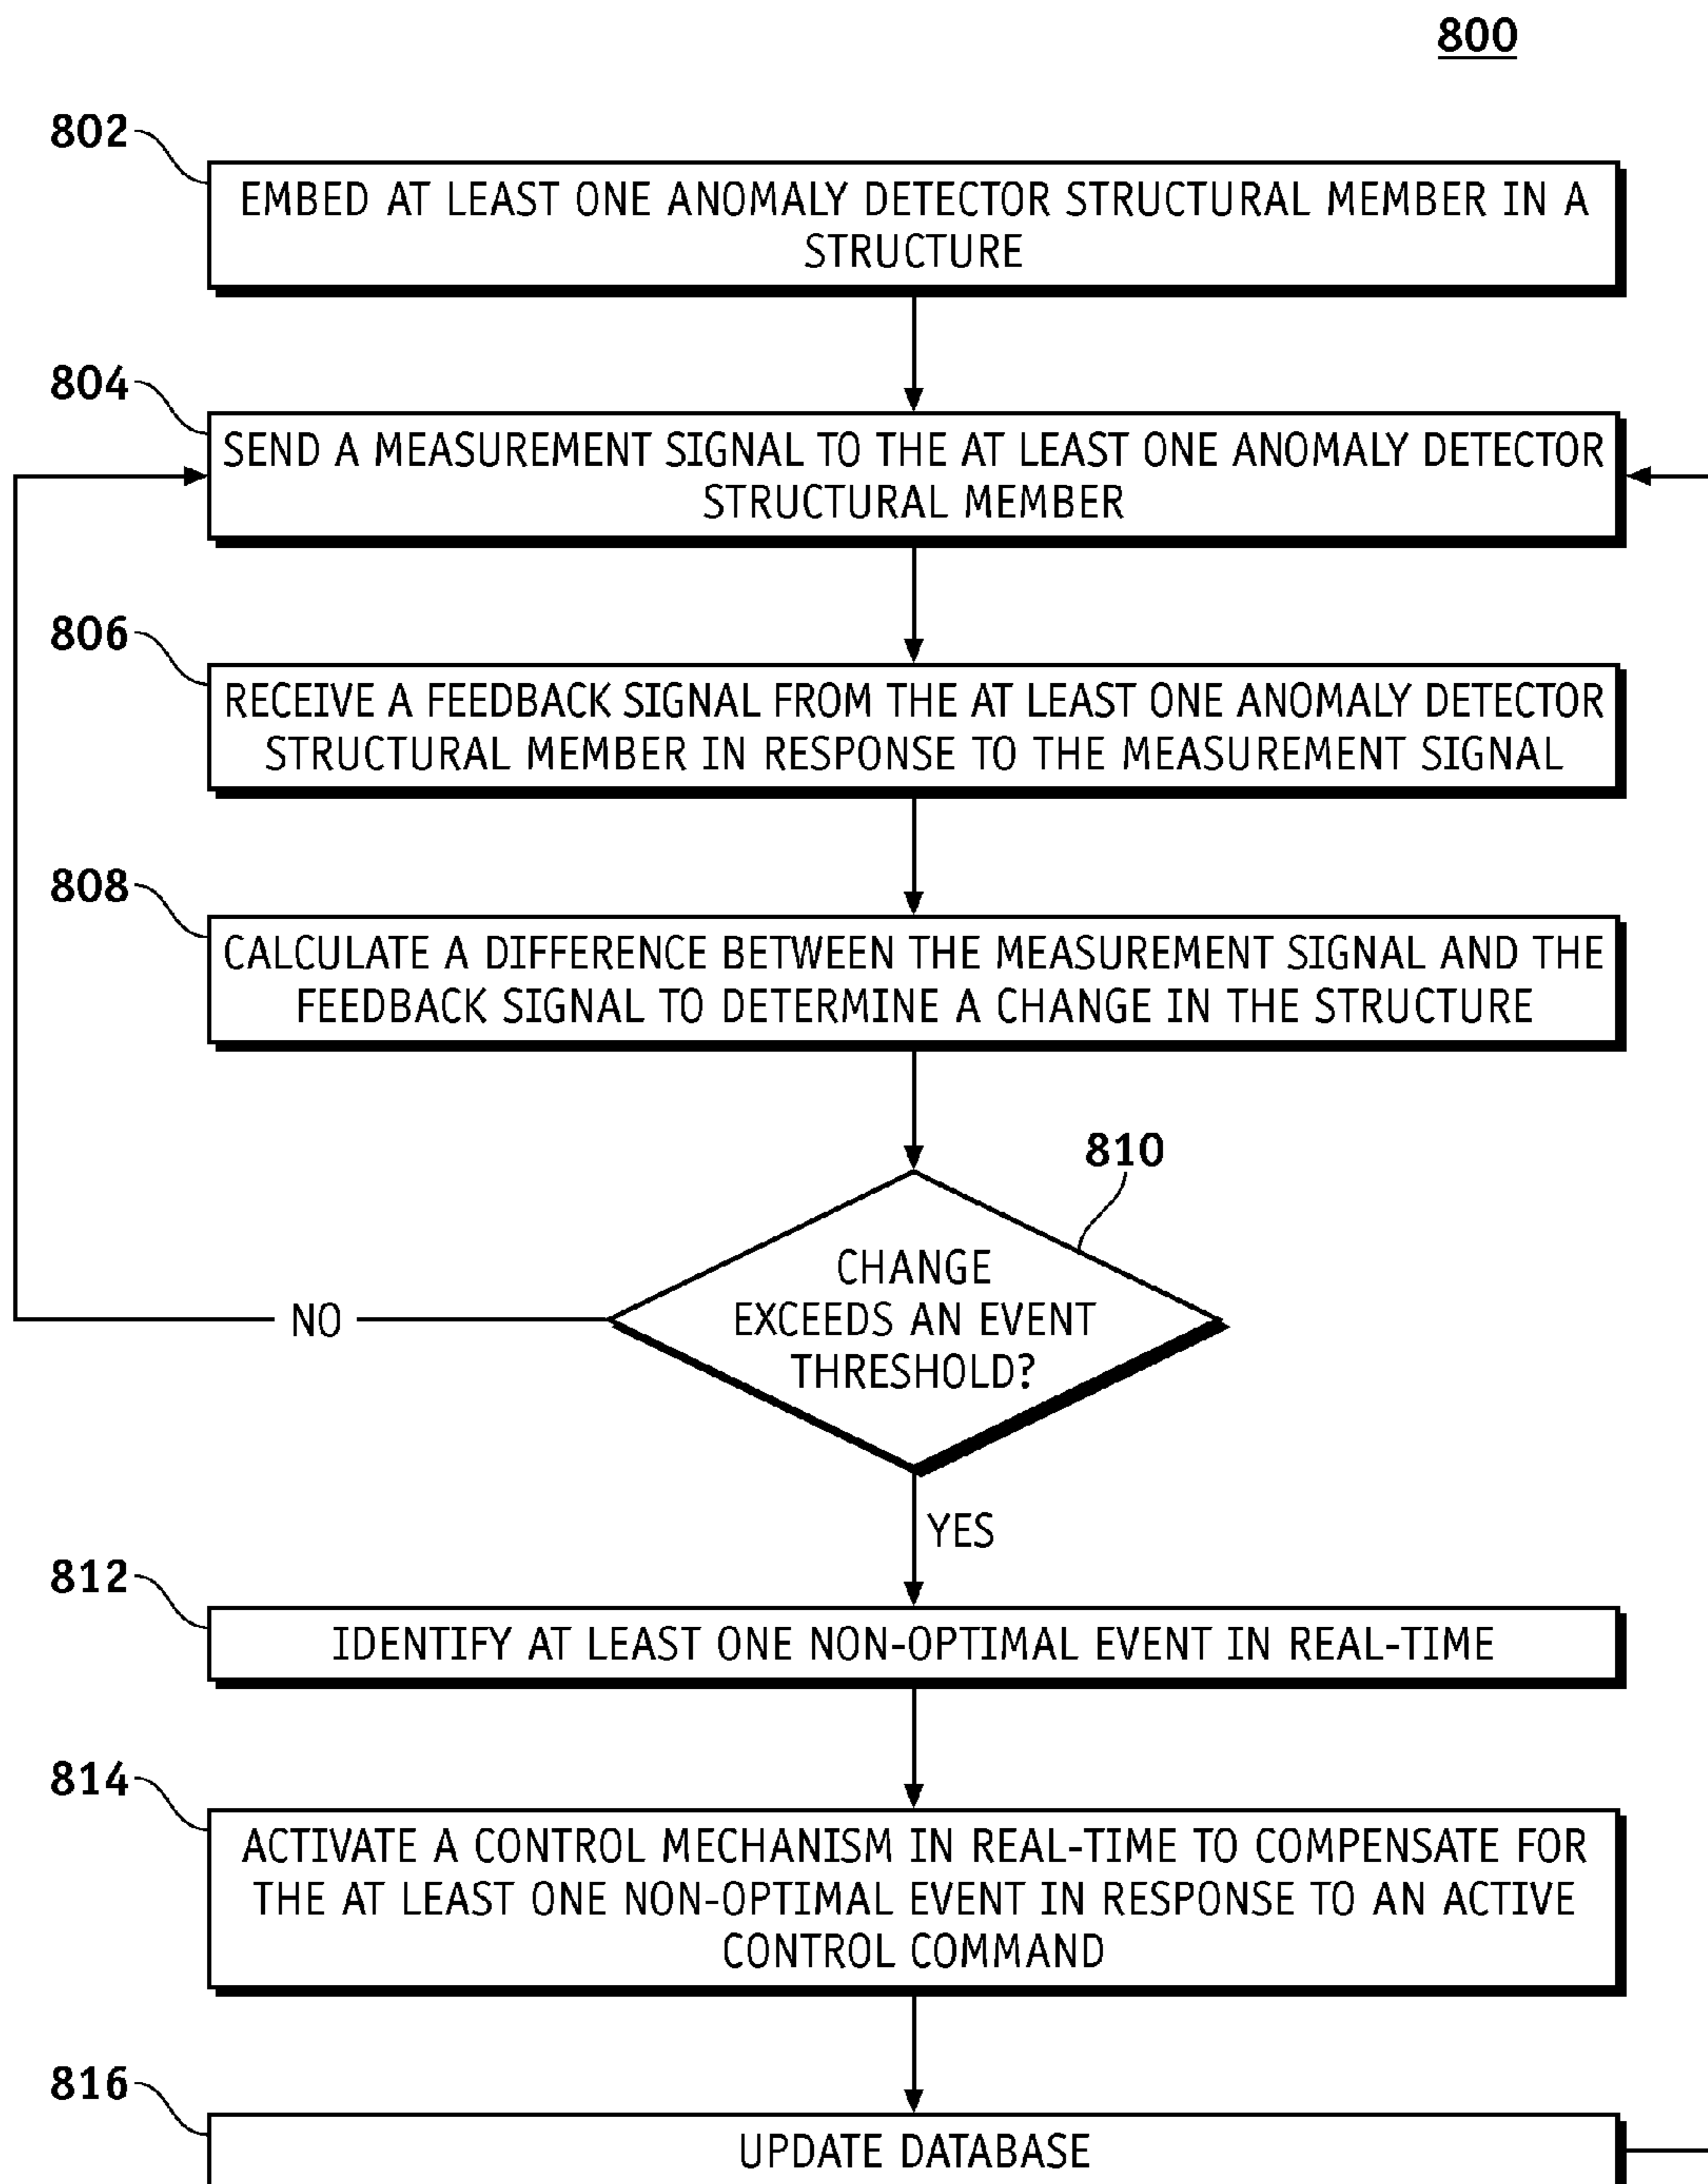 800
802
EMBED AT LEAST ONE ANOMALY DETECTOR STRUCTURAL MEMBER IN A
STRUCTURE
804
SEND A MEASUREMENT SIGNAL TO THE AT LEAST ONE ANOMALY DETECTOR
STRUCTURAL MEMBER
806
RECEIVE A FEEDBACK SIGNAL FROM THE AT LEAST ONE ANOMALY DETECTOR
STRUCTURAL MEMBER IN RESPONSE TO THE MEASUREMENT SIGNAL
808
CALCULATE A DIFFERENCE BETWEEN THE MEASUREMENT SIGNAL AND THE
FEEDBACK SIGNAL TO DETERMINE A CHANGE IN THE STRUCTURE
810
CHANGE
EXCEEDS AN EVENT
THRESHOLD?
NO
YES
812
IDENTIFY AT LEAST ONE NON-OPTIMAL EVENT IN REAL-TIME
814
ACTIVATE A CONTROL MECHANISM IN REAL-TIME TO COMPENSATE FOR
THE AT LEAST ONE NON-OPTIMAL EVENT IN RESPONSE TO AN ACTIVE
CONTROL COMMAND
816
UPDATE DATABASE